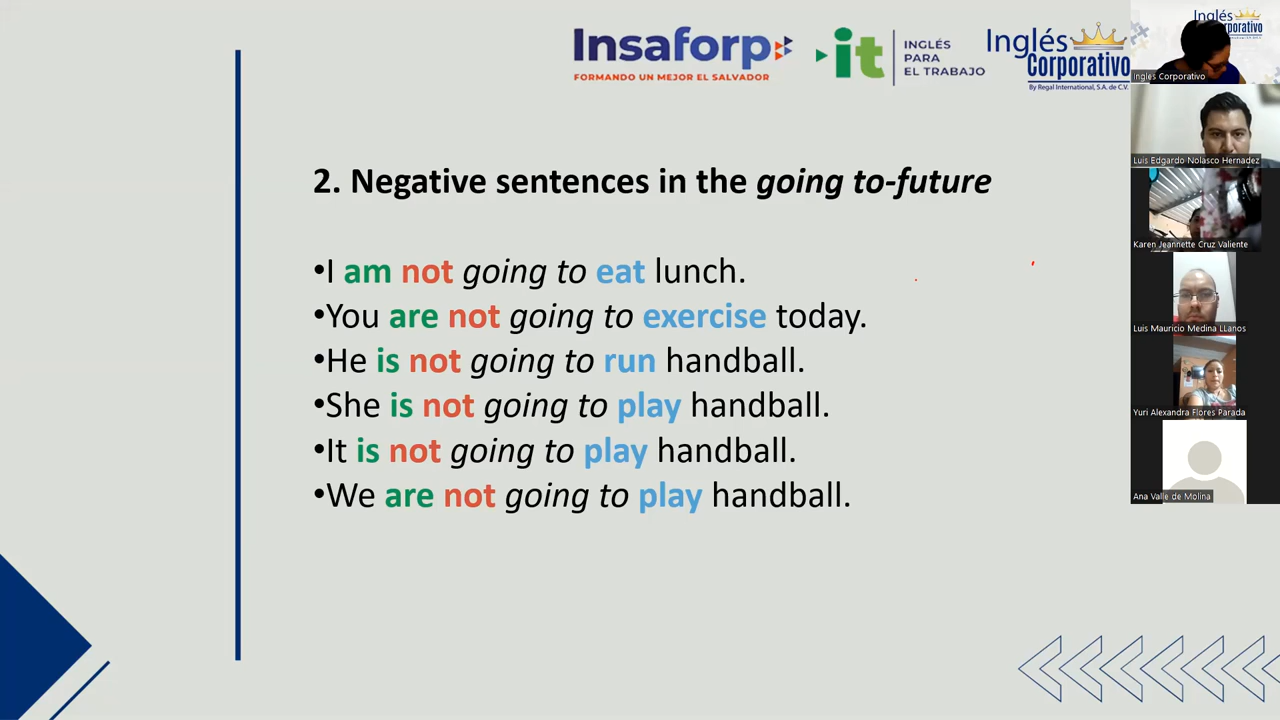 Insaforp
FORMANDO UN MEJOR EL SALVADOR
it
INGLÉS
PARA
EL TRABAJO
Inglés
Corporativo
By Regal International, S.A. de C.V.
2. Negative sentences in the going to-future
•I am not going to eat lunch.
•You are not going to exercise today.
•He is not going to run handball.
•She is not going to play handball.
•It is not going to play handball.
•We are not going to play handball.
Inglés
Ingles Corporativo
Luis Edgardo Nolasco Hernadez
Karen Jeannette Cruz Valiente
Luis Mauricio Medina LLanos
Yuri Alexandra Flores Parada
Ana Valle de Molina